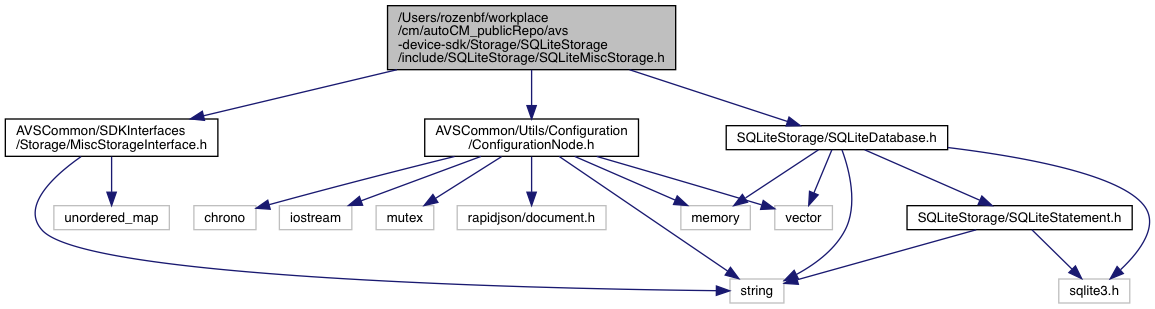 /Users/rozenbf/workplace
/cm/autoCM_publicRepo/avs
-device-sdk/Storage/SQLiteStorage
/include/SQLiteStorage/SQLiteMiscStorage.h
AVSCommon/SDKInterfaces
/Storage/MiscStorageInterface.h
AVSCommon/Utils/Configuration
/ConfigurationNode.h
SQLiteStorage/SQLiteDatabase.h
unordered_map
chrono
iostream
mutex
rapidjson/document.h
memory
vector
SQLiteStorage/SQLiteStatement.h
string
sqlite3.h